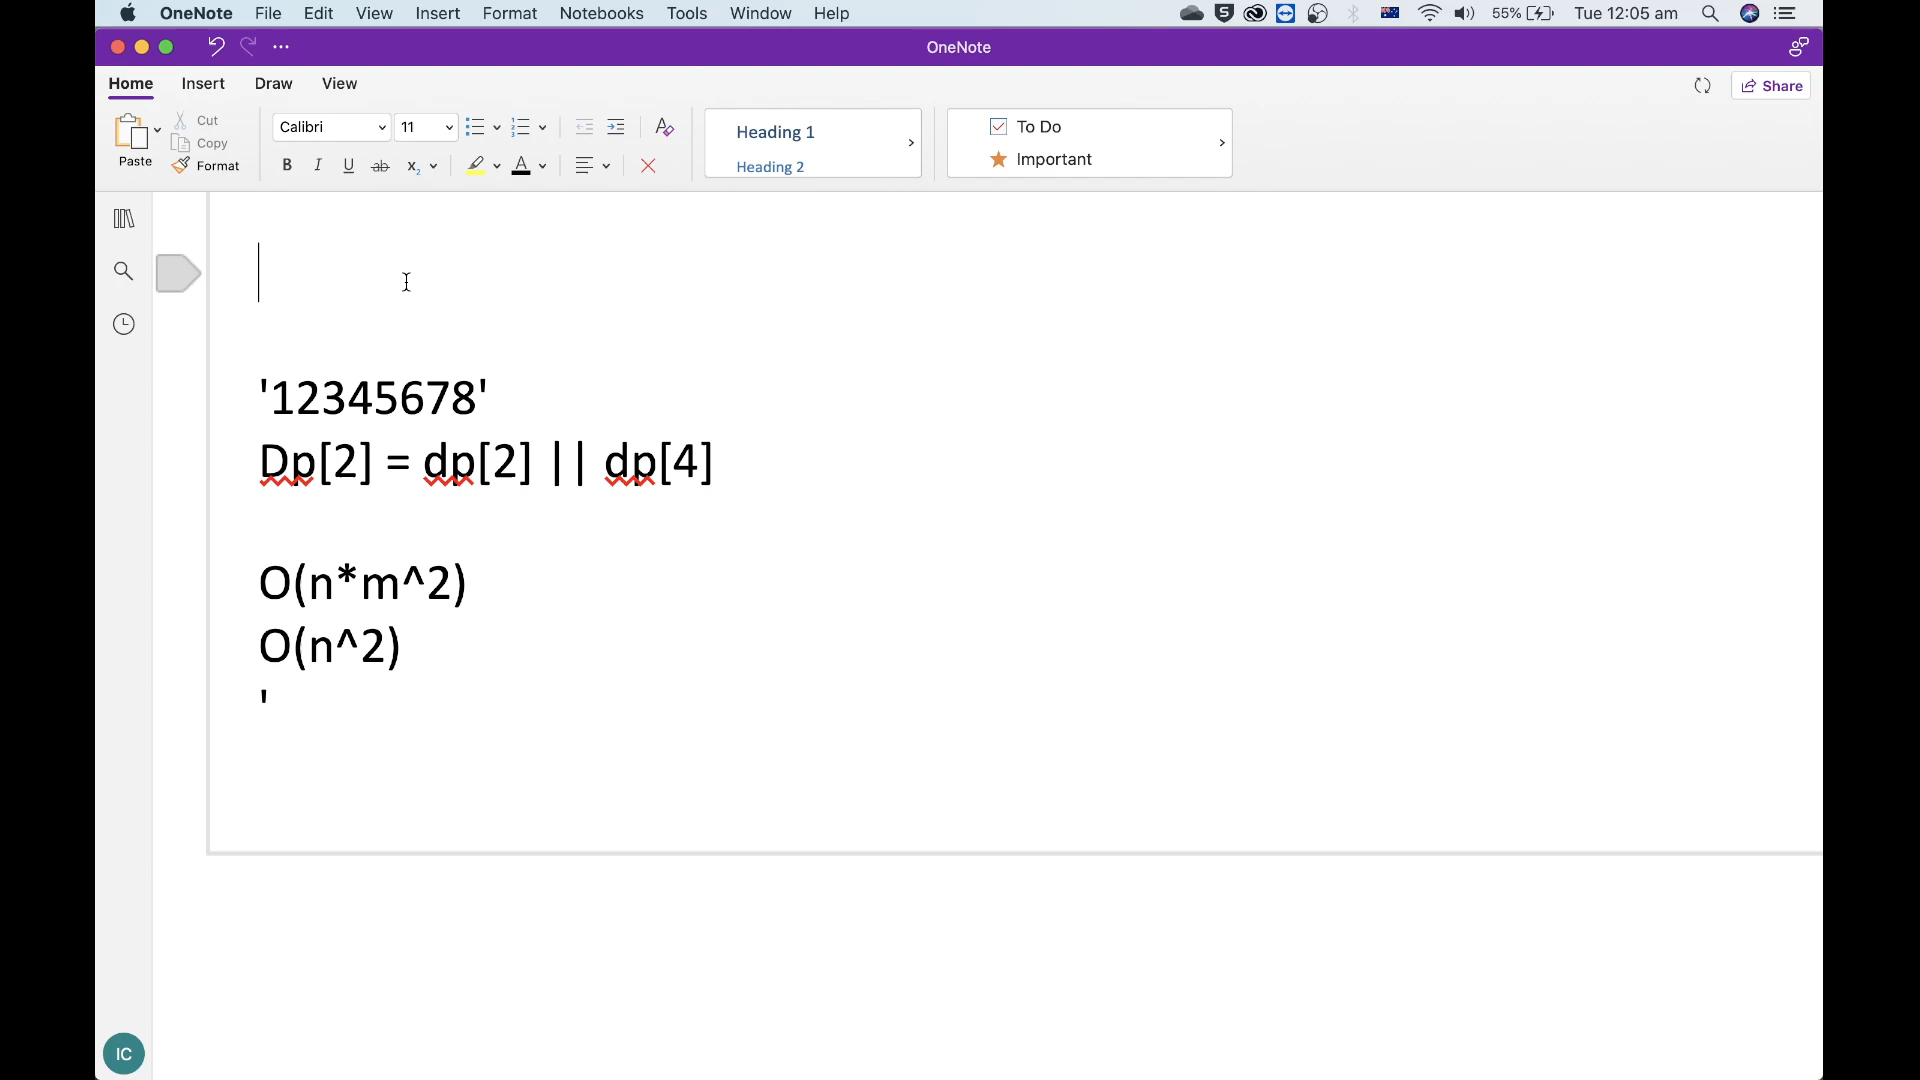 OneNote File Edit View Insert Format Notebooks Tools Window Help 55% Tue 12:05 am
OneNote
Home Insert Draw View Share
Paste Cut Copy Format
Calibri 11
Heading 1
Heading 2
To Do
Important
'12345678'
Dp[2] = dp[2] || dp[4]
O(n*m^2)
O(n^2)
'
IC